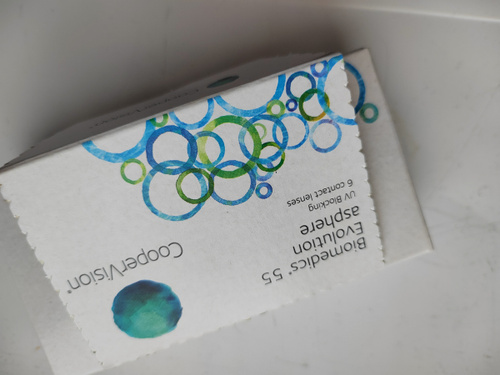 Biomedics® 55
Evolution
asphere
UV Blocking
6 contact lenses
CooperVision®